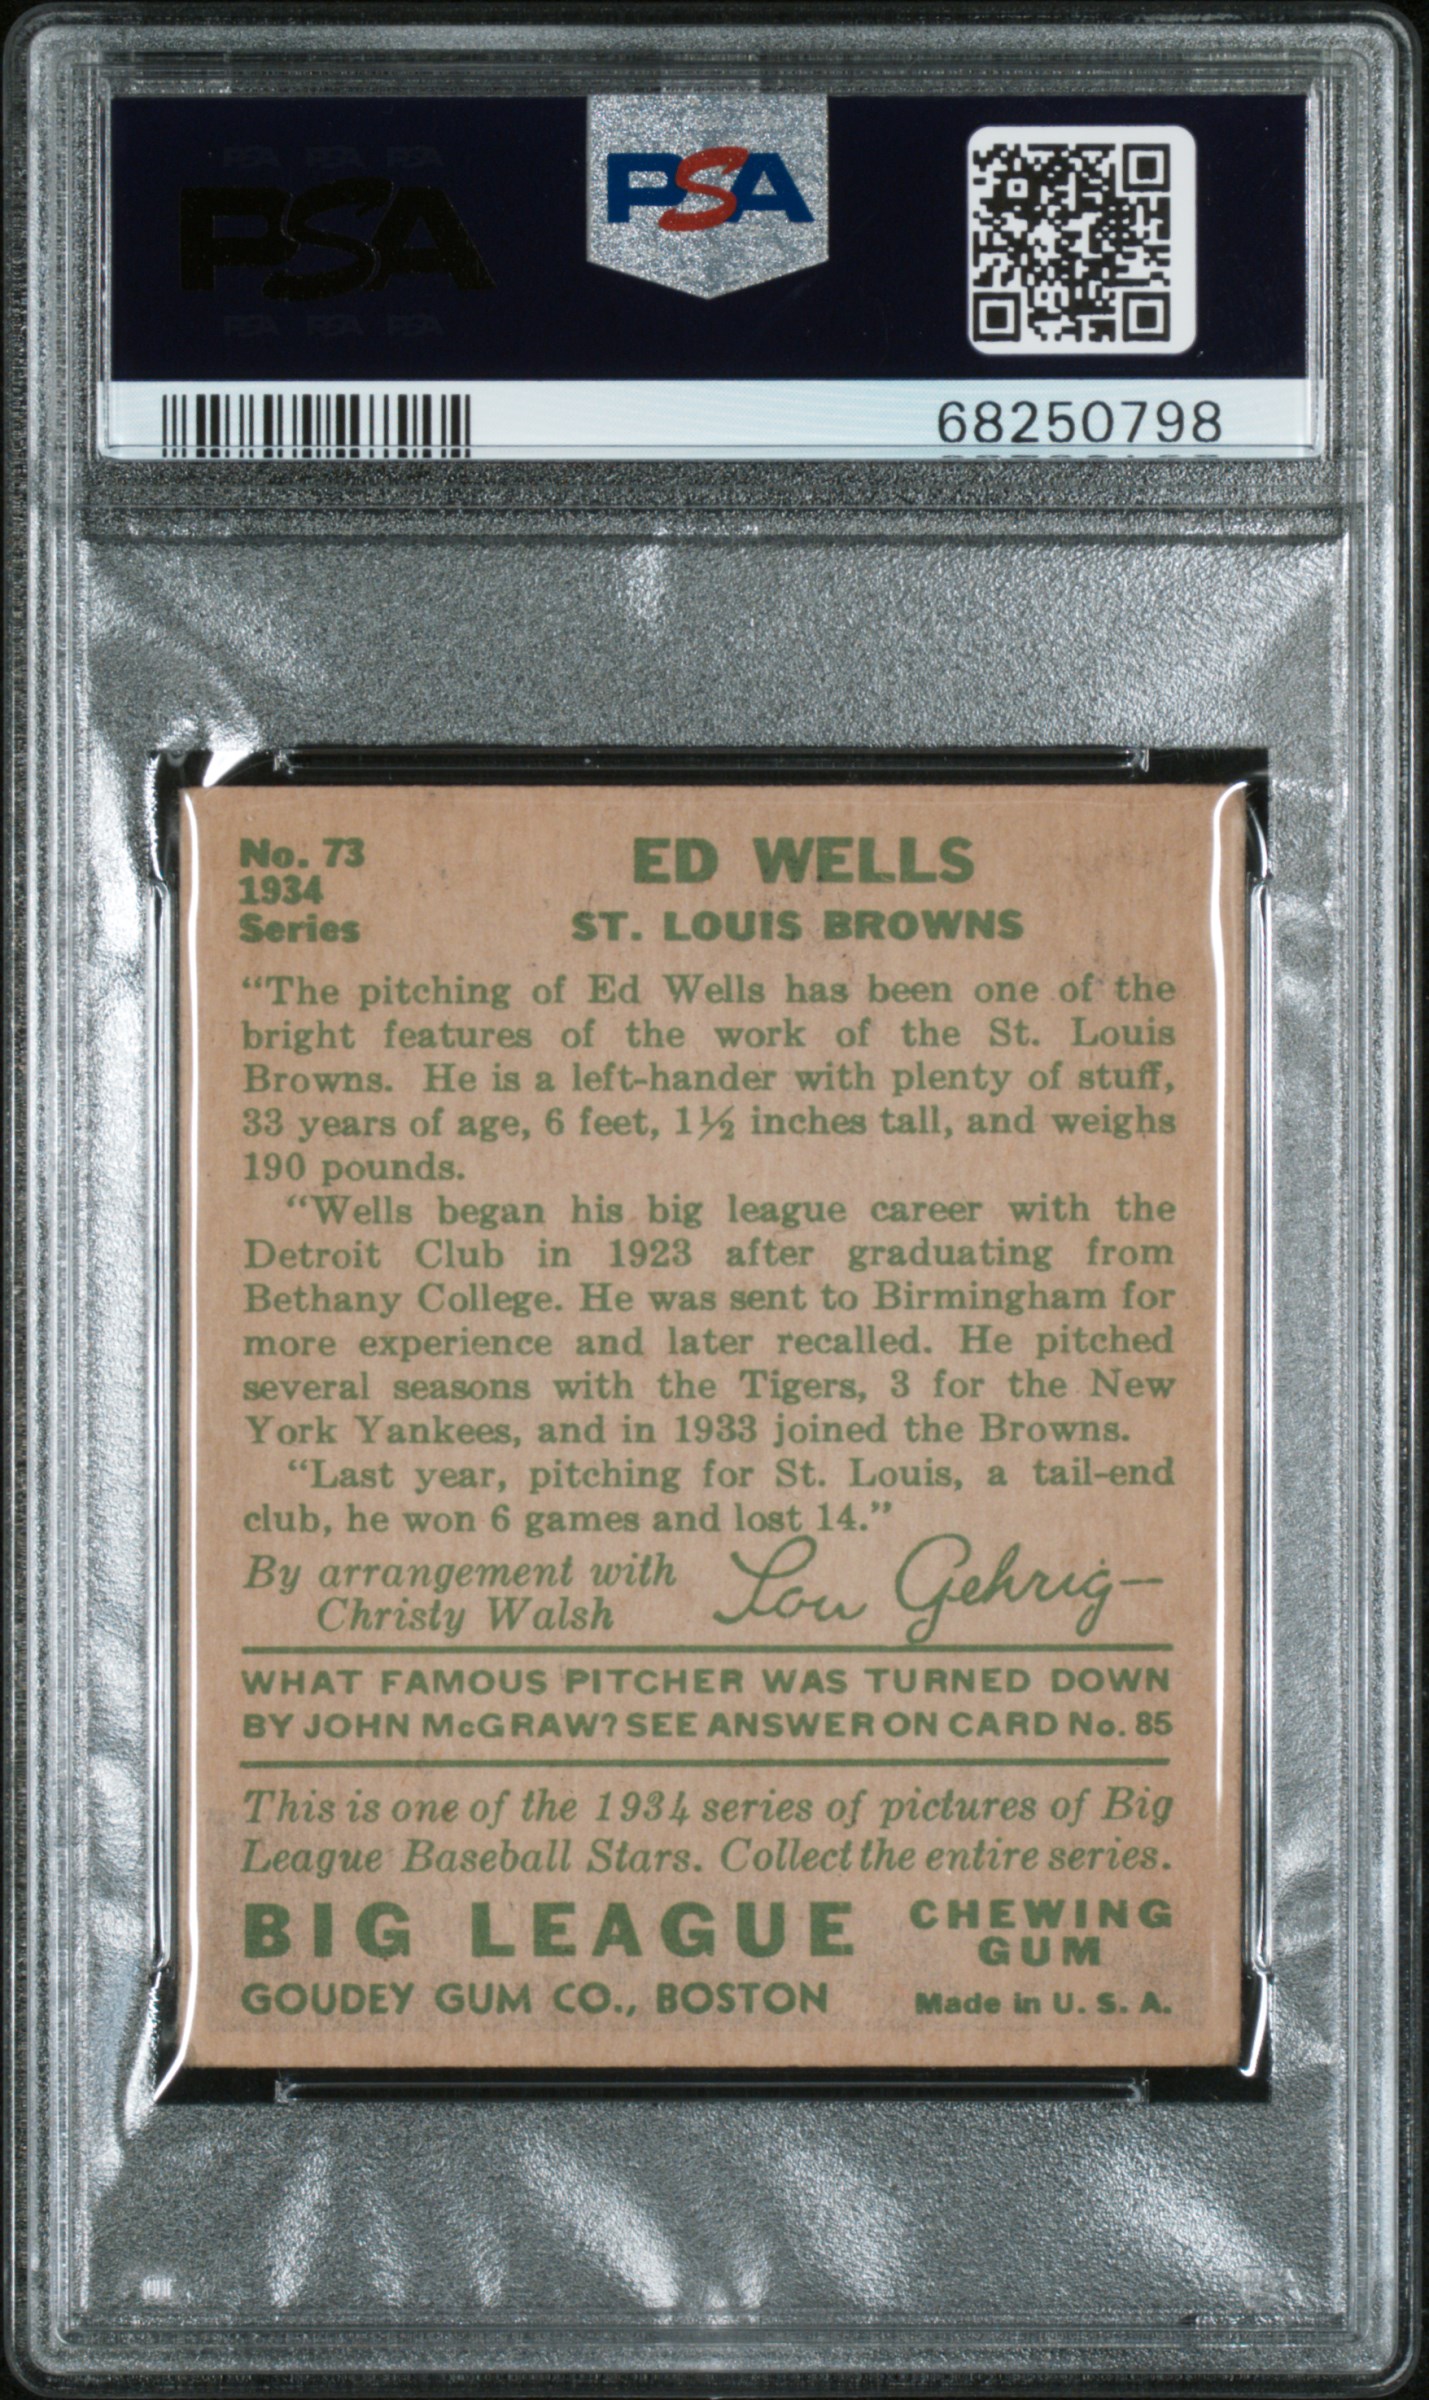 PSA PSA PSA
PSA
PSA PSA PSA
PSA
68250798
No. 73
1934
Series
ED WELLS
ST. LOUIS BROWNS
“The pitching of Ed Wells has been one of the
bright features of the work of the St. Louis
Browns. He is a left-hander with plenty of stuff,
33 years of age, 6 feet, 1½ inches tall, and weighs
190 pounds.
“Wells began his big league career with the
Detroit Club in 1923 after graduating from
Bethany College. He was sent to Birmingham for
more experience and later recalled. He pitched
several seasons with the Tigers, 3 for the New
York Yankees, and in 1933 joined the Browns.
“Last year, pitching for St. Louis, a tail-end
club, he won 6 games and lost 14.”
By arrangement with
Christy Walsh
Lou Gehrig—
WHAT FAMOUS PITCHER WAS TURNED DOWN
BY JOHN McGRAW? SEE ANSWER ON CARD No. 85
This is one of the 1934 series of pictures of Big
League Baseball Stars. Collect the entire series.
BIG LEAGUE
CHEWING
GUM
GOUDEY GUM CO., BOSTON
Made in U. S. A.